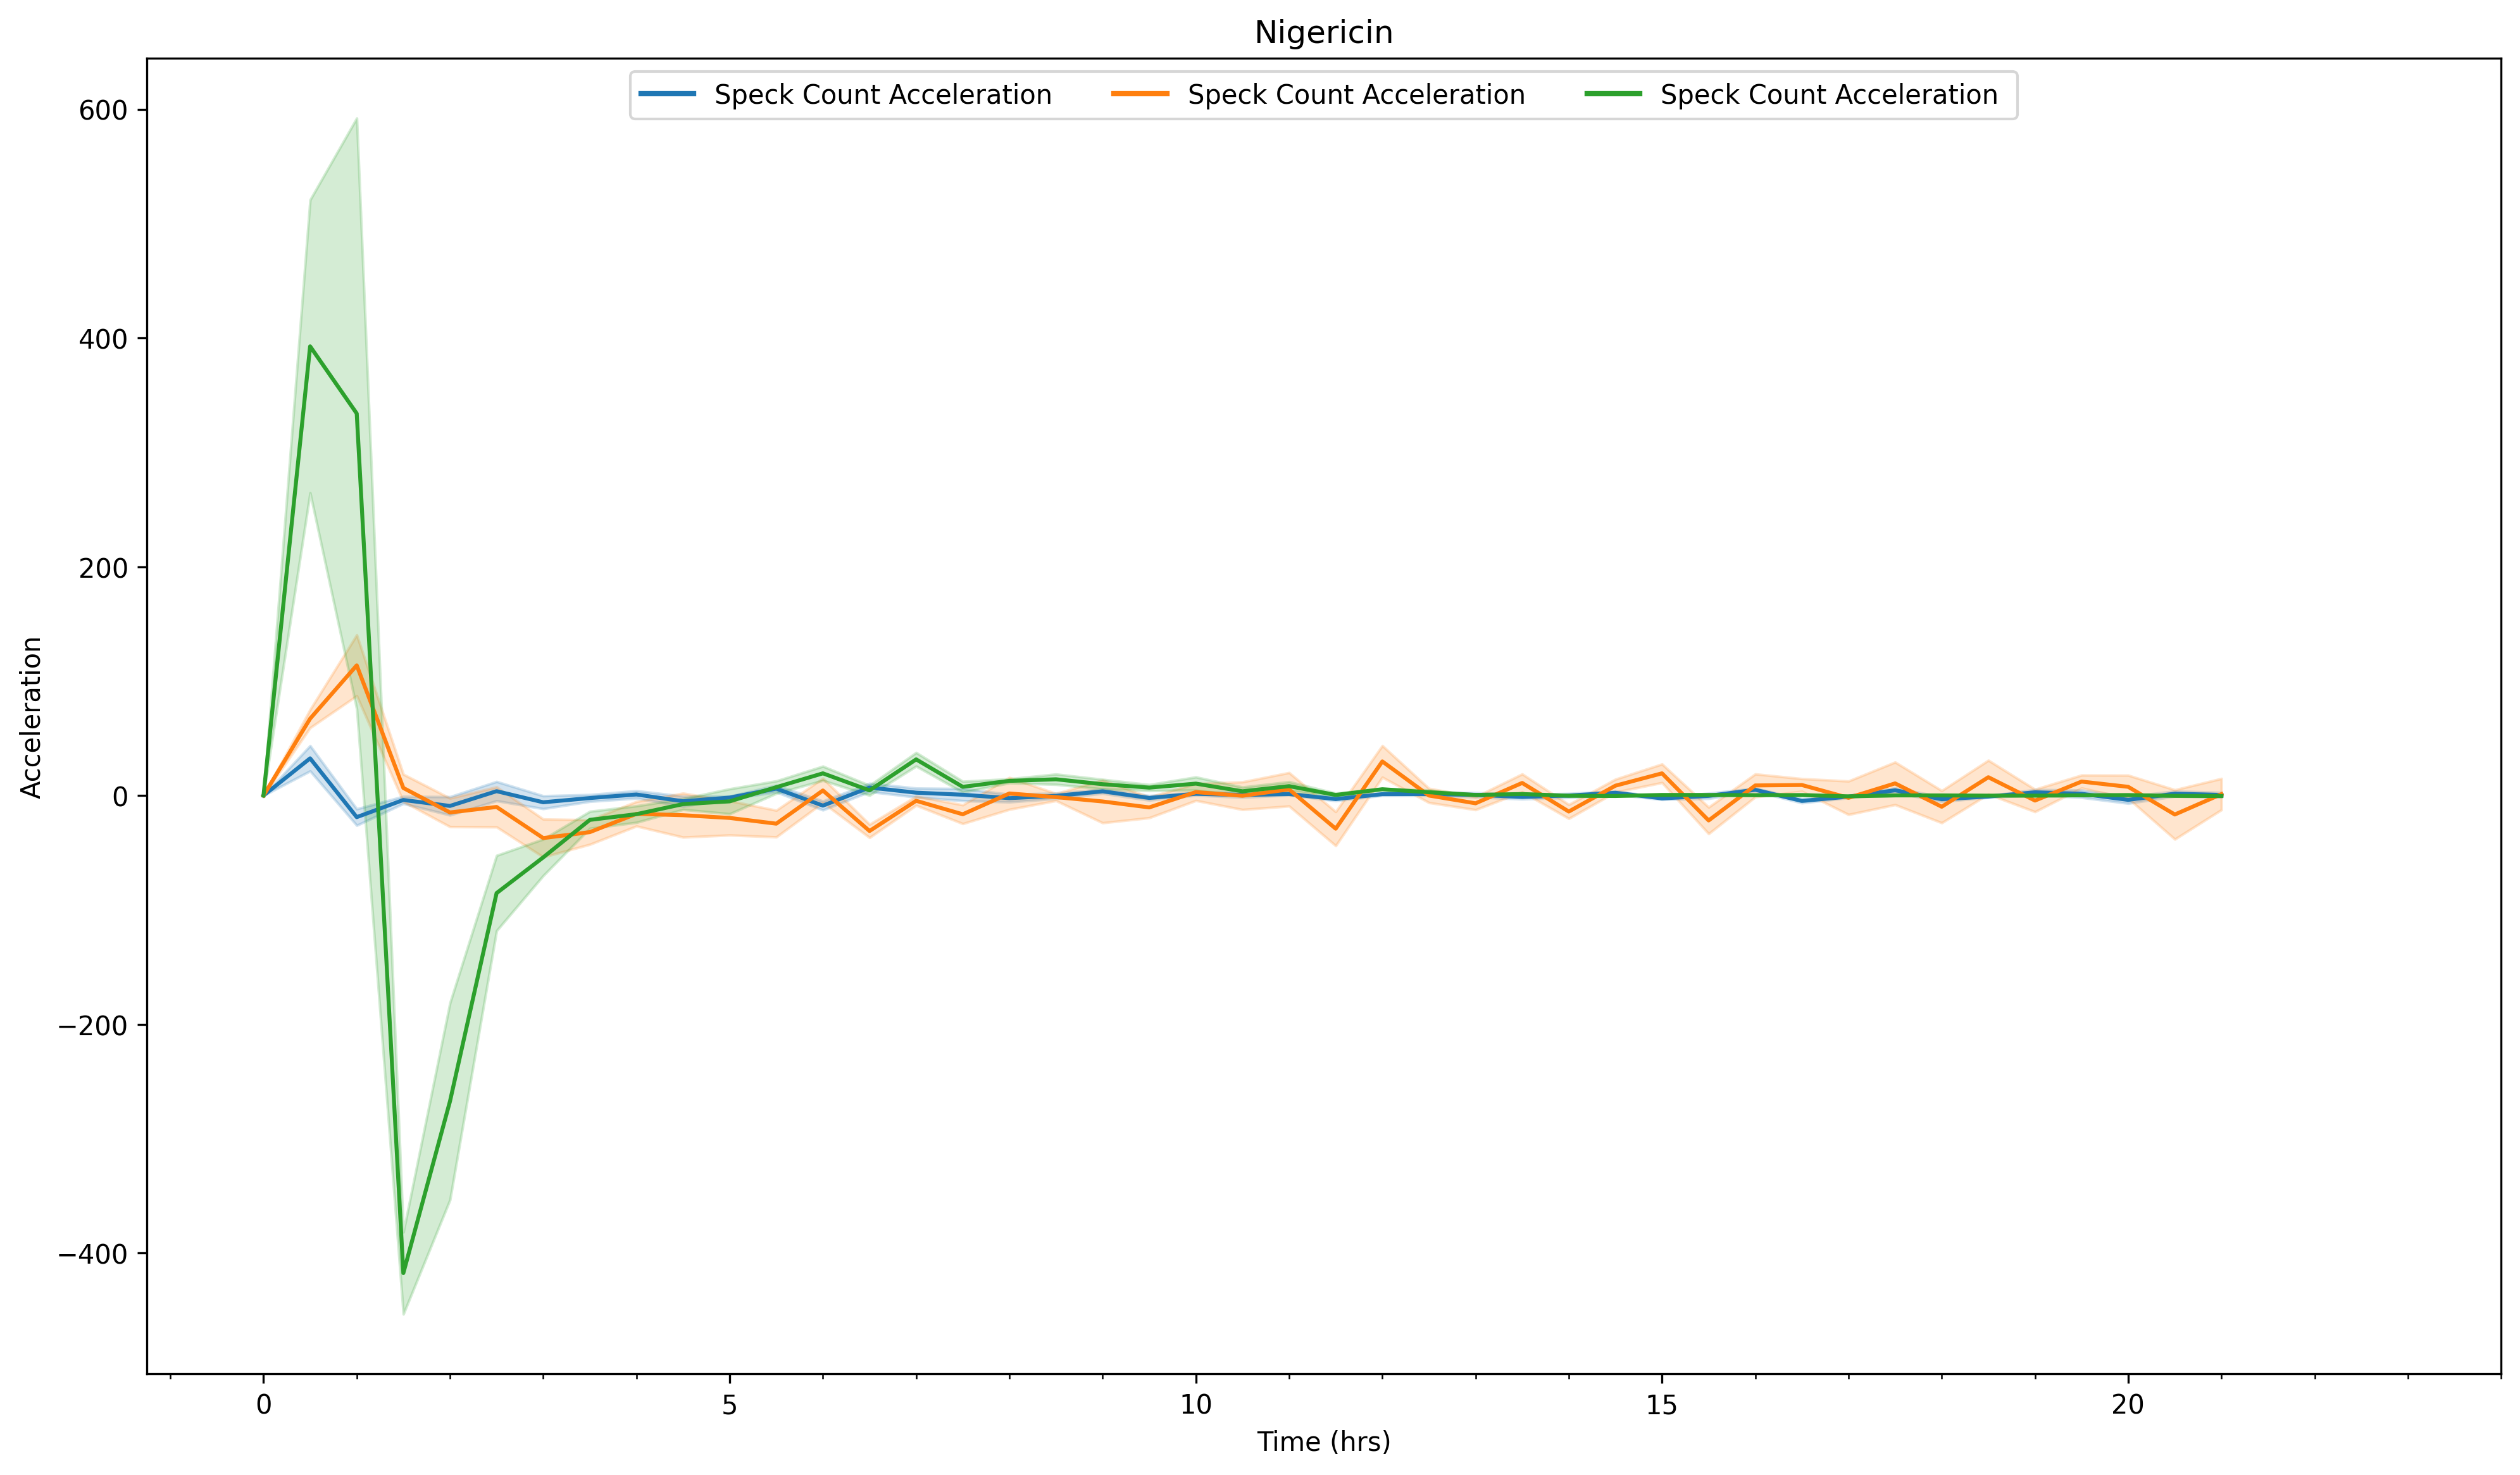 Nigericin
Speck Count Acceleration Speck Count Acceleration Speck Count Acceleration
600
400
200
0
−200
−400
Acceleration
0 5 10 15 20
Time (hrs)